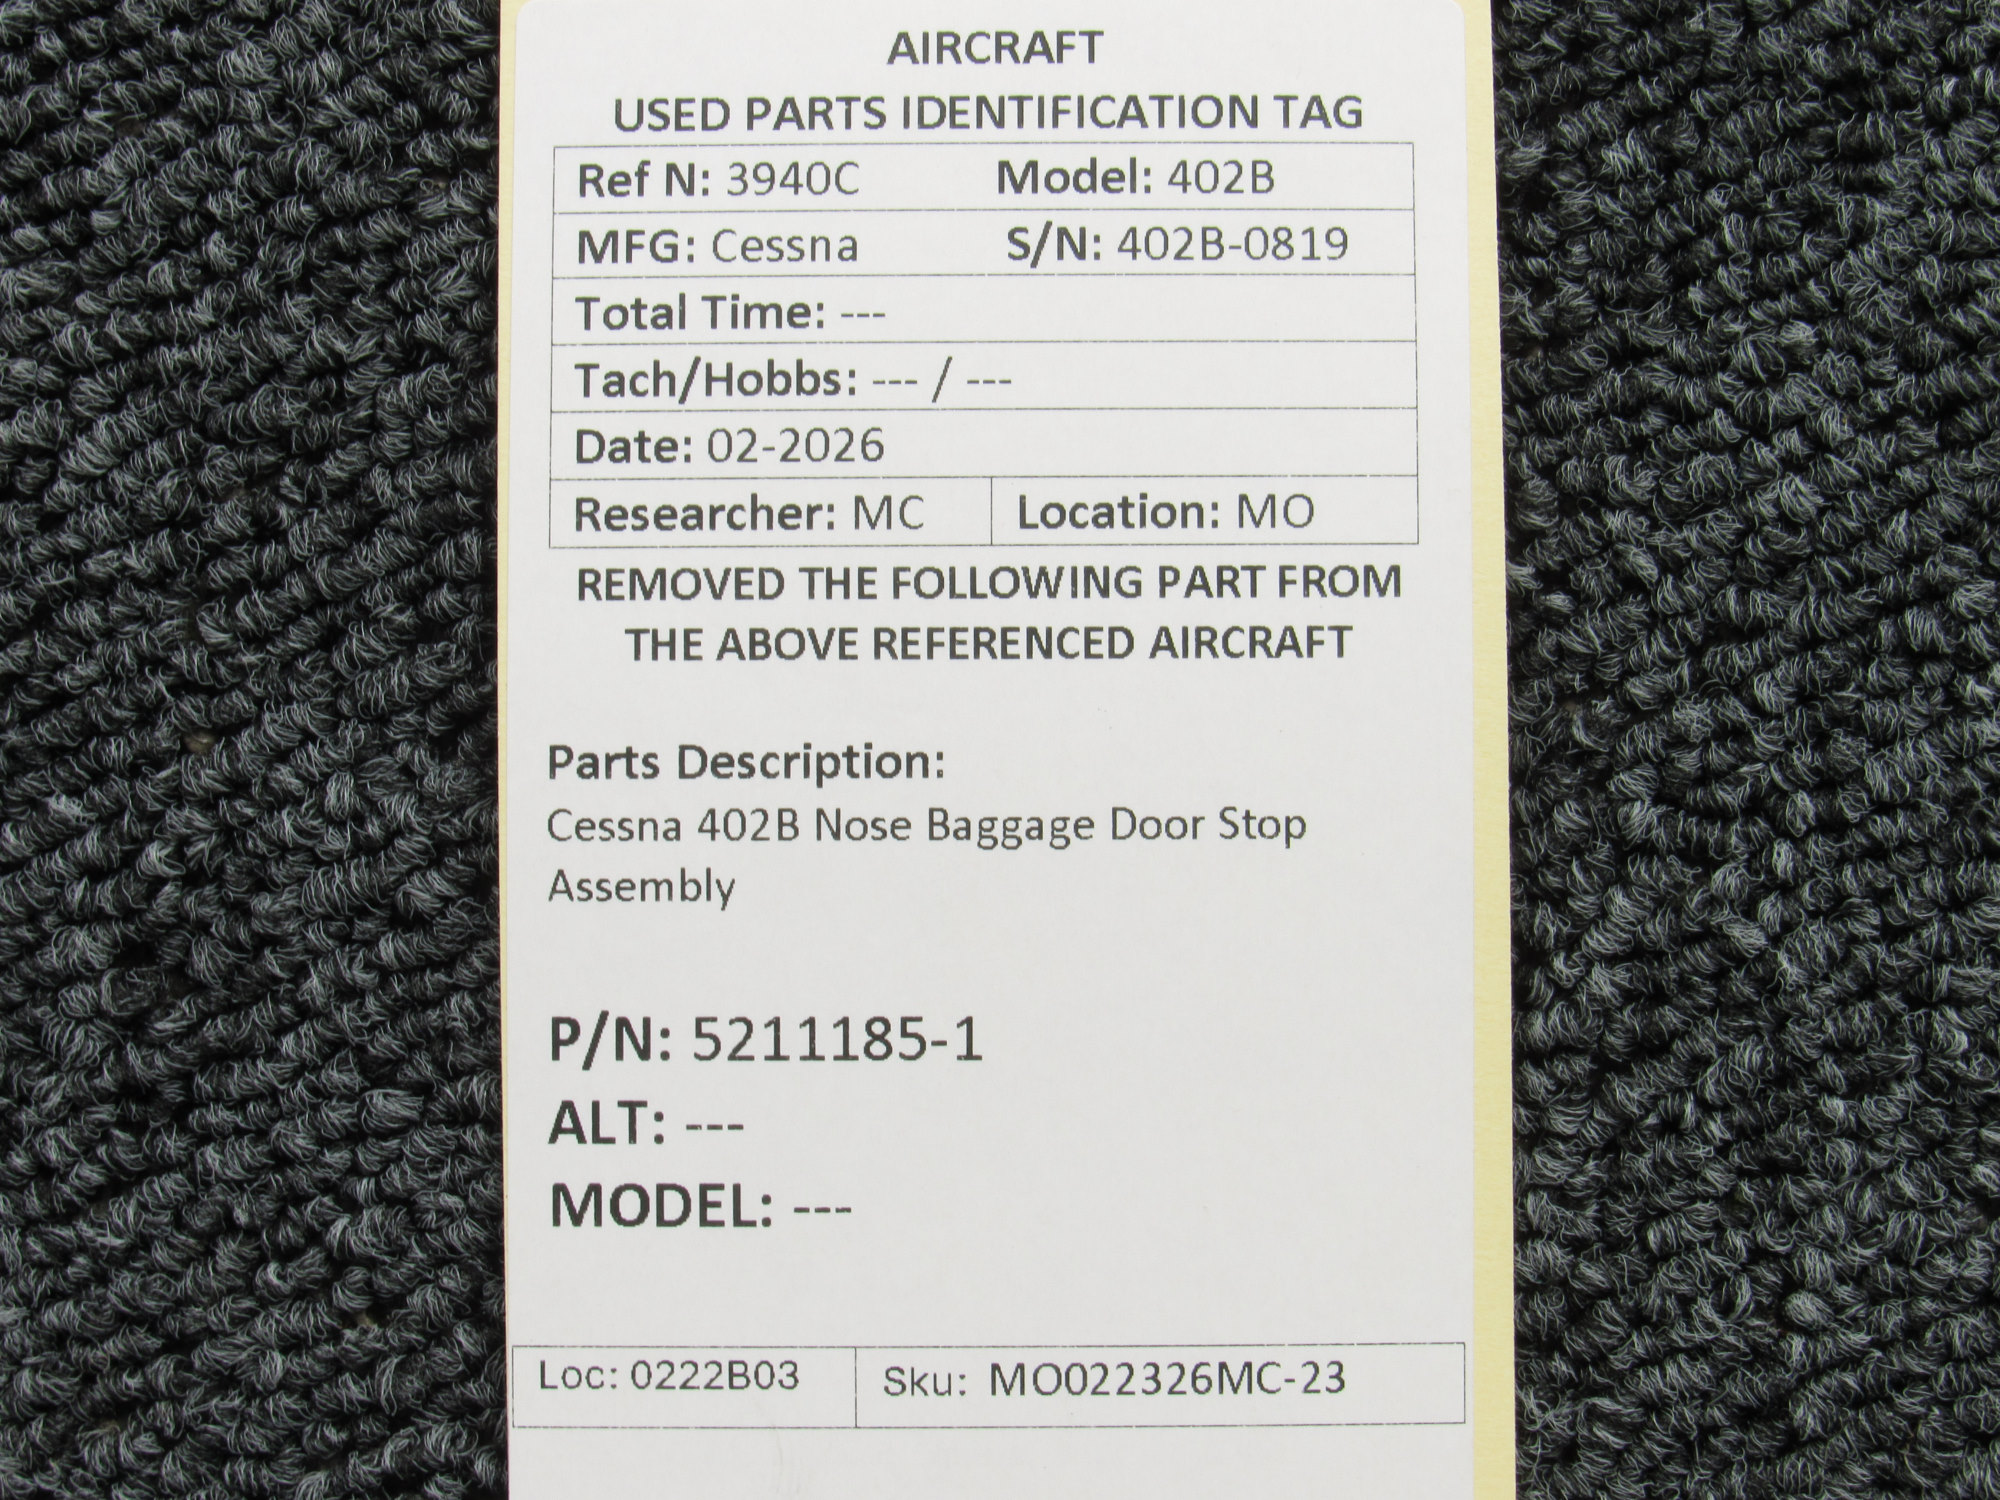 AIRCRAFT
USED PARTS IDENTIFICATION TAG
Ref N: 3940C Model: 402B
MFG: Cessna S/N: 402B-0819
Total Time: ---
Tach/Hobbs: --- / ---
Date: 02-2026
Researcher: MC Location: MO
REMOVED THE FOLLOWING PART FROM
THE ABOVE REFERENCED AIRCRAFT
Parts Description:
Cessna 402B Nose Baggage Door Stop
Assembly
P/N: 5211185-1
ALT: ---
MODEL: ---
Loc: 0222B03 Sku: MO022326MC-23